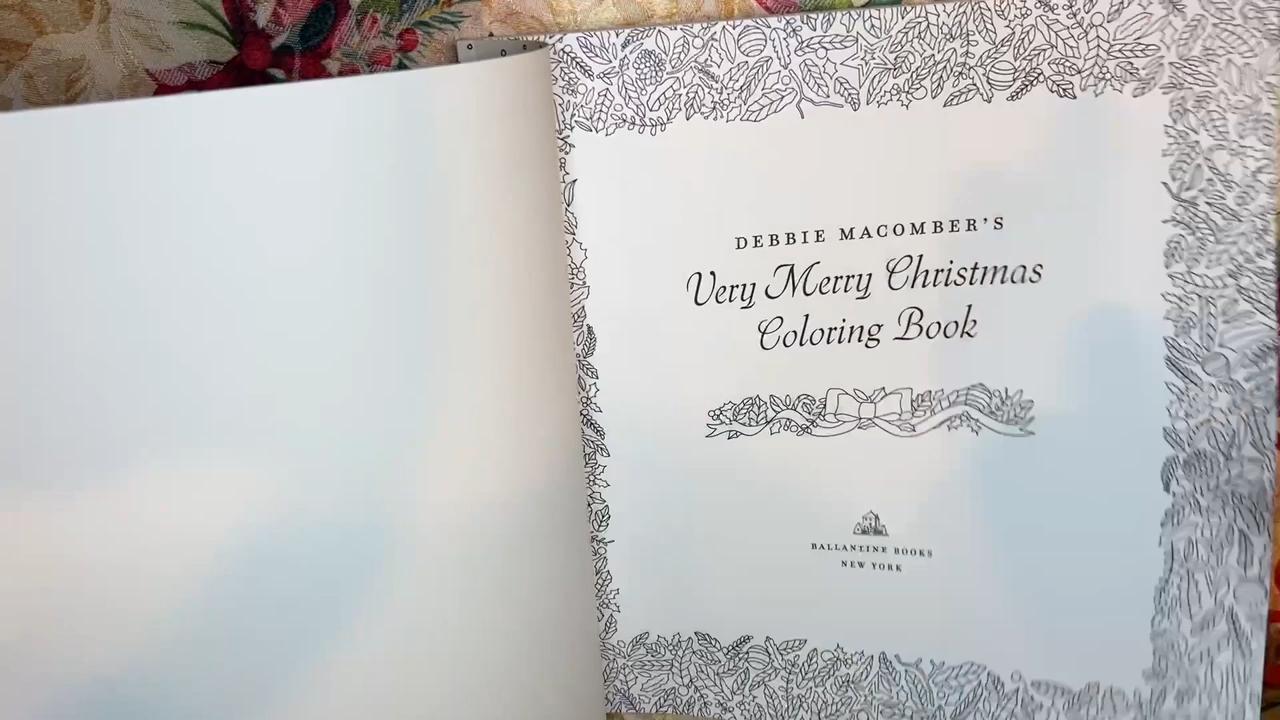 DEBBIE MACOMBER'S
Very Merry Christmas
Coloring Book
BALLANTINE BOOKS
NEW YORK